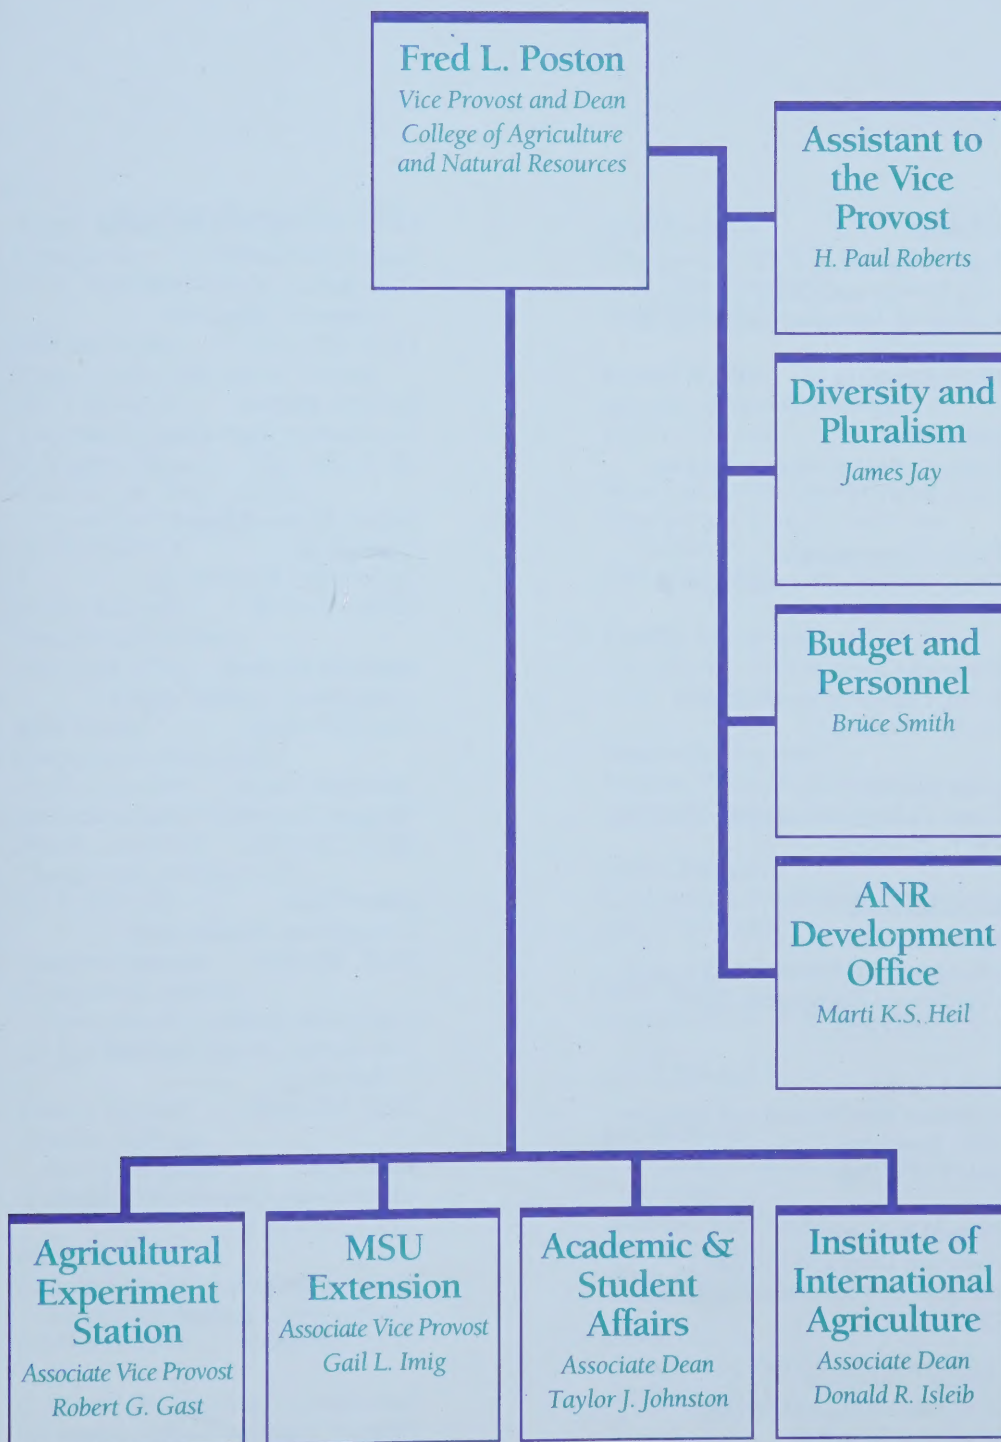 Fred L. Poston
Vice Provost and Dean
College of Agriculture
and Natural Resources
Assistant to
the Vice
Provost
H. Paul Roberts
Diversity and
Pluralism
James Jay
Budget and
Personnel
Bruce Smith
ANR
Development
Office
Marti K.S. Heil
Agricultural
Experiment
Station
Associate Vice Provost
Robert G. Gast
MSU
Extension
Associate Vice Provost
Gail L. Imig
Academic &
Student
Affairs
Associate Dean
Taylor J. Johnston
Institute of
International
Agriculture
Associate Dean
Donald R. Isleib